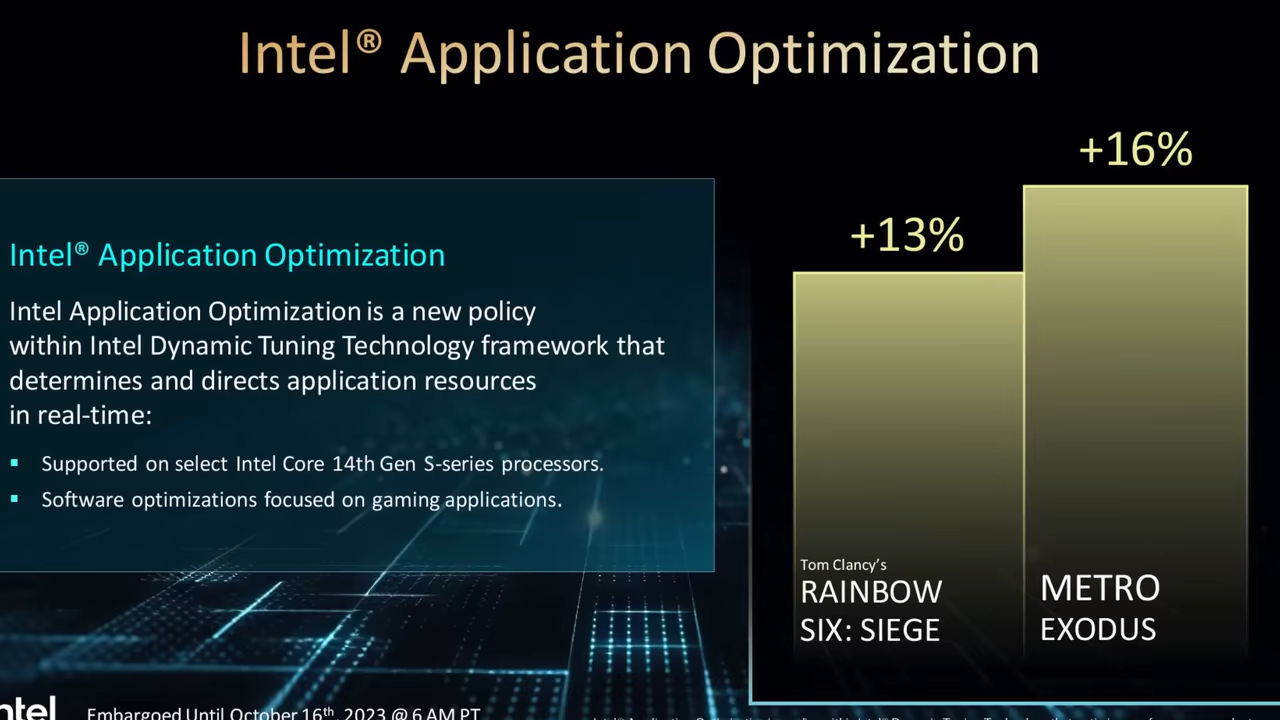 Intel® Application Optimization
+16%
+13%
Intel® Application Optimization
Intel Application Optimization is a new policy
within Intel Dynamic Tuning Technology framework that
determines and directs application resources
in real-time:
▪ Supported on select Intel Core 14th Gen S-series processors.
▪ Software optimizations focused on gaming applications.
Tom Clancy’s
RAINBOW
SIX: SIEGE
METRO
EXODUS
Embargoed Until October 16th, 2023 @ 6 AM PT